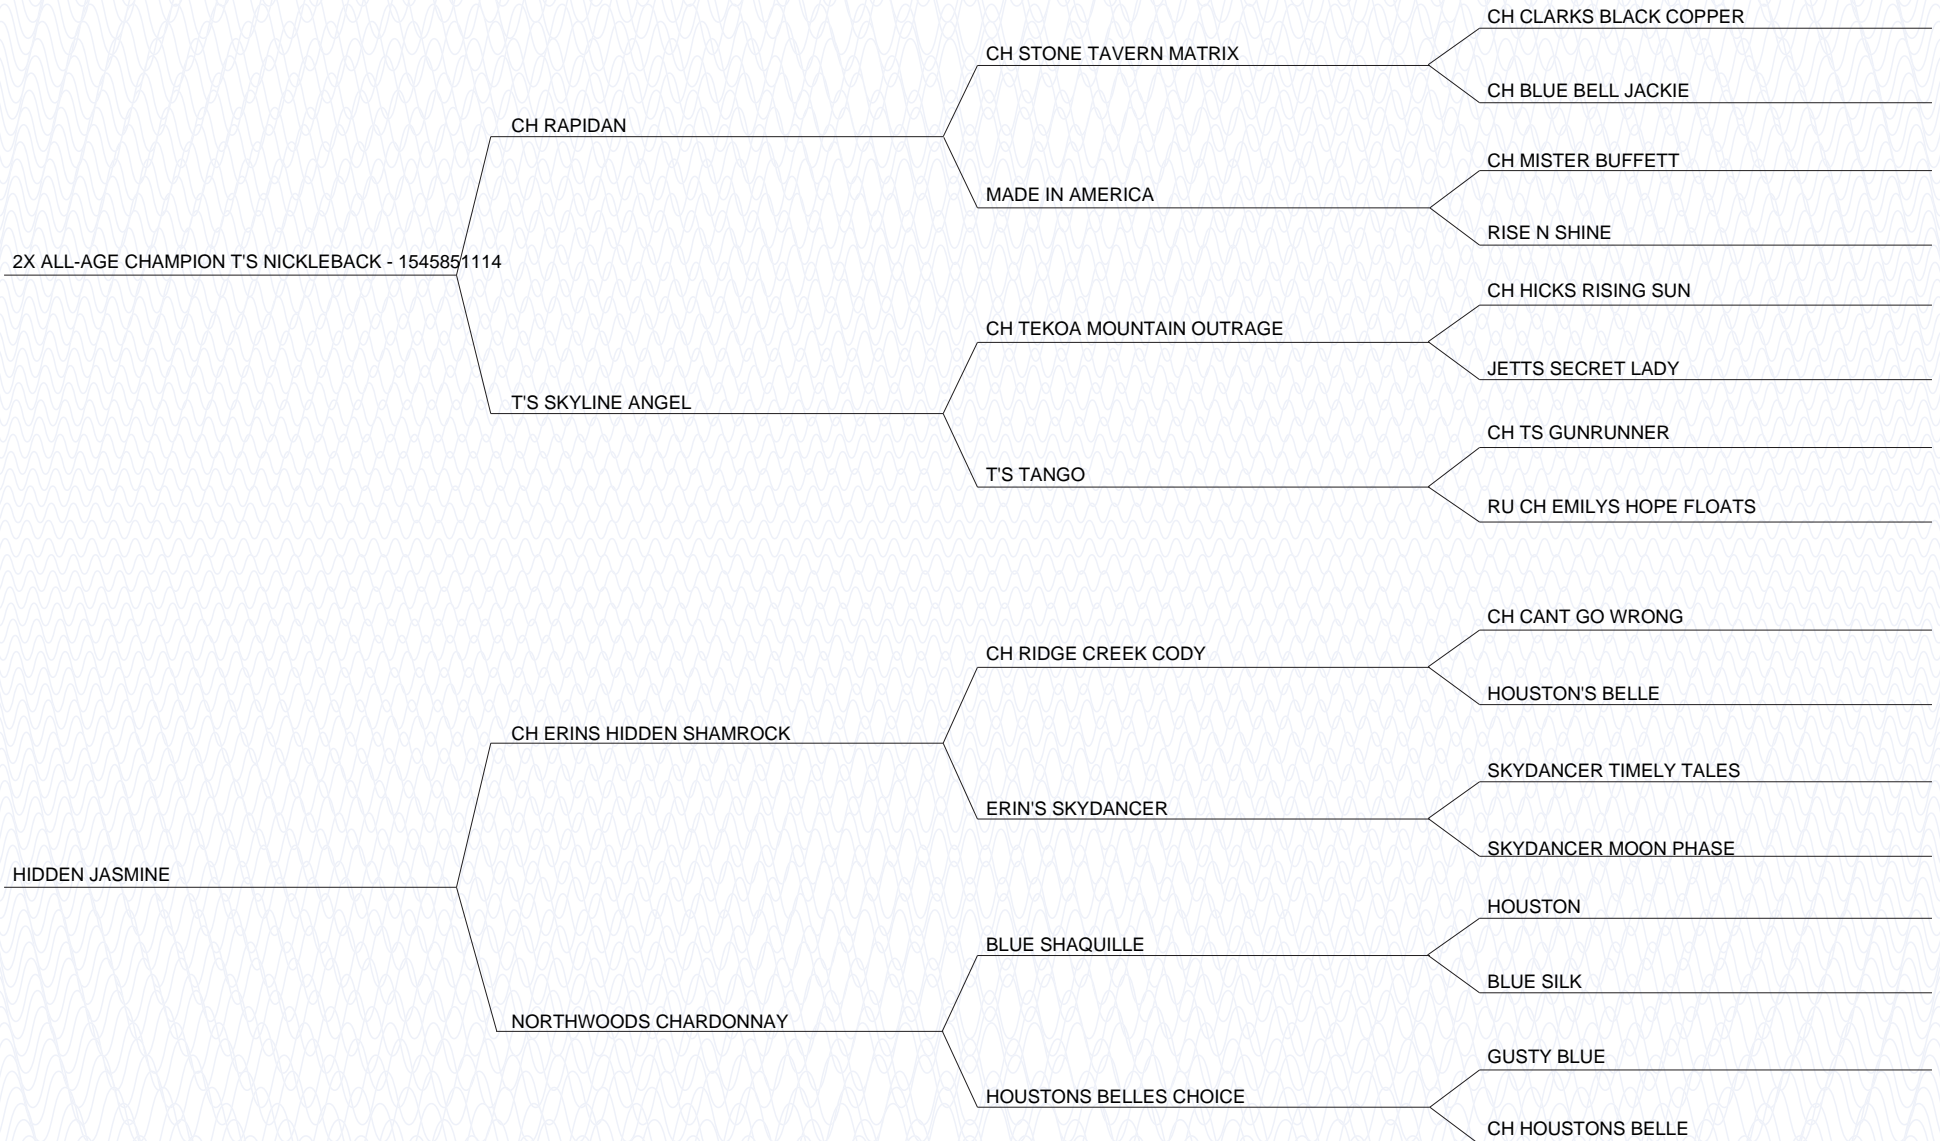 CH CLARKS BLACK COPPER
CH STONE TAVERN MATRIX
CH BLUE BELL JACKIE
CH RAPIDAN
CH MISTER BUFFETT
MADE IN AMERICA
RISE N SHINE
2X ALL-AGE CHAMPION T'S NICKLEBACK - 1545851114
CH HICKS RISING SUN
CH TEKOA MOUNTAIN OUTRAGE
JETTS SECRET LADY
T'S SKYLINE ANGEL
CH TS GUNRUNNER
T'S TANGO
RU CH EMILYS HOPE FLOATS
CH CANT GO WRONG
CH RIDGE CREEK CODY
HOUSTON'S BELLE
CH ERINS HIDDEN SHAMROCK
SKYDANCER TIMELY TALES
ERIN'S SKYDANCER
SKYDANCER MOON PHASE
HIDDEN JASMINE
HOUSTON
BLUE SHAQUILLE
BLUE SILK
NORTHWOODS CHARDONNAY
GUSTY BLUE
HOUSTONS BELLES CHOICE
CH HOUSTONS BELLE